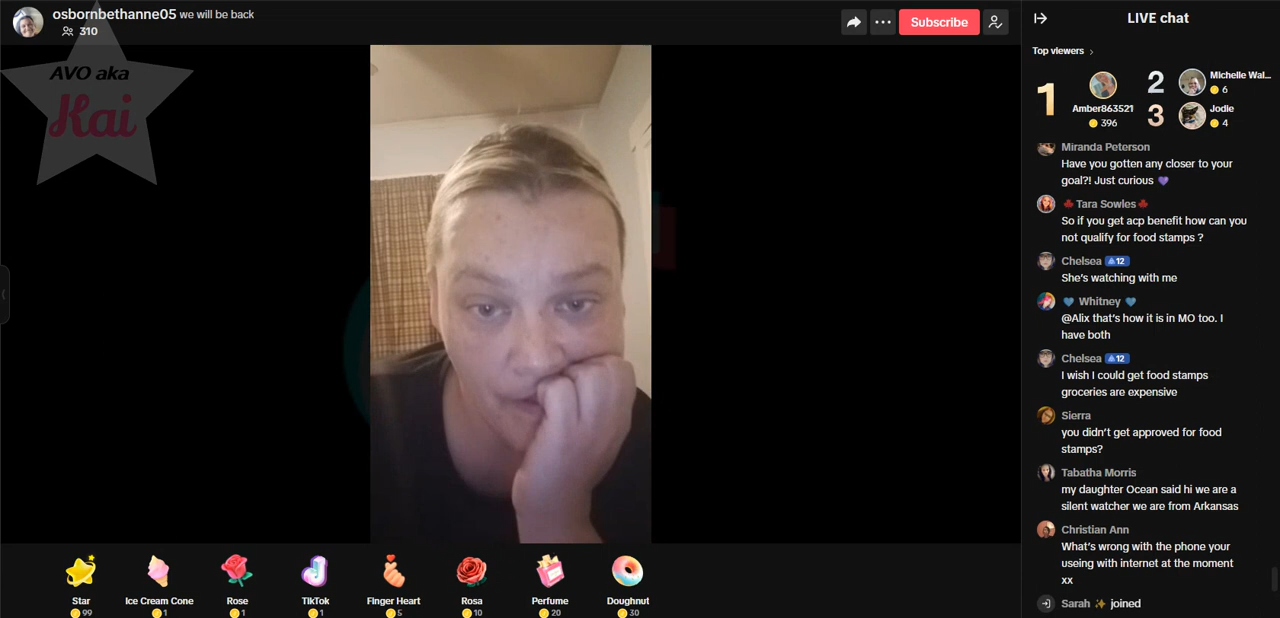 osbornbethanne05 we will be back
310
Subscribe
AVO aka
Kai
LIVE chat
Top viewers
1
Amber863521
396
2
Michelle Wal...
6
3
Jodie
4
Miranda Peterson
Have you gotten any closer to your
goal?! Just curious 💜
Tara Sowles
So if you get acp benefit how can you
not qualify for food stamps ?
Chelsea 12
She's watching with me
💙 Whitney 💙
@Alix that's how it is in MO too. I
have both
Chelsea 12
I wish I could get food stamps
groceries are expensive
Sierra
you didn't get approved for food
stamps?
Tabatha Morris
my daughter Ocean said hi we are a
silent watcher we are from Arkansas
Christian Ann
What's wrong with the phone your
useing with internet at the moment
xx
Sarah ✨ joined
Star
99
Ice Cream Cone
1
Rose
1
TikTok
1
Finger Heart
5
Rosa
10
Perfume
20
Doughnut
30